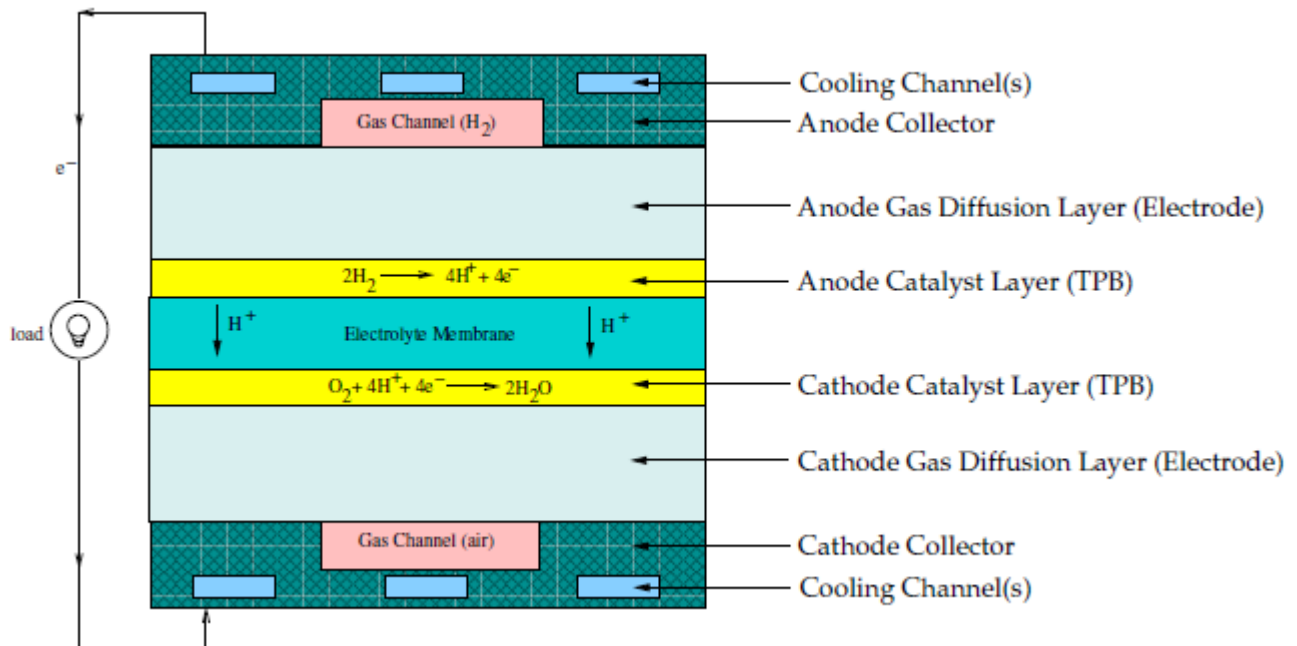 Cooling Channel(s)
Gas Channel (H₂)
Anode Collector
e⁻
Anode Gas Diffusion Layer (Electrode)
2H₂ ⟶ 4H⁺ + 4e⁻
Anode Catalyst Layer (TPB)
load
H⁺
Electrolyte Membrane
H⁺
O₂ + 4H⁺ + 4e⁻ ⟶ 2H₂O
Cathode Catalyst Layer (TPB)
Cathode Gas Diffusion Layer (Electrode)
Gas Channel (air)
Cathode Collector
Cooling Channel(s)